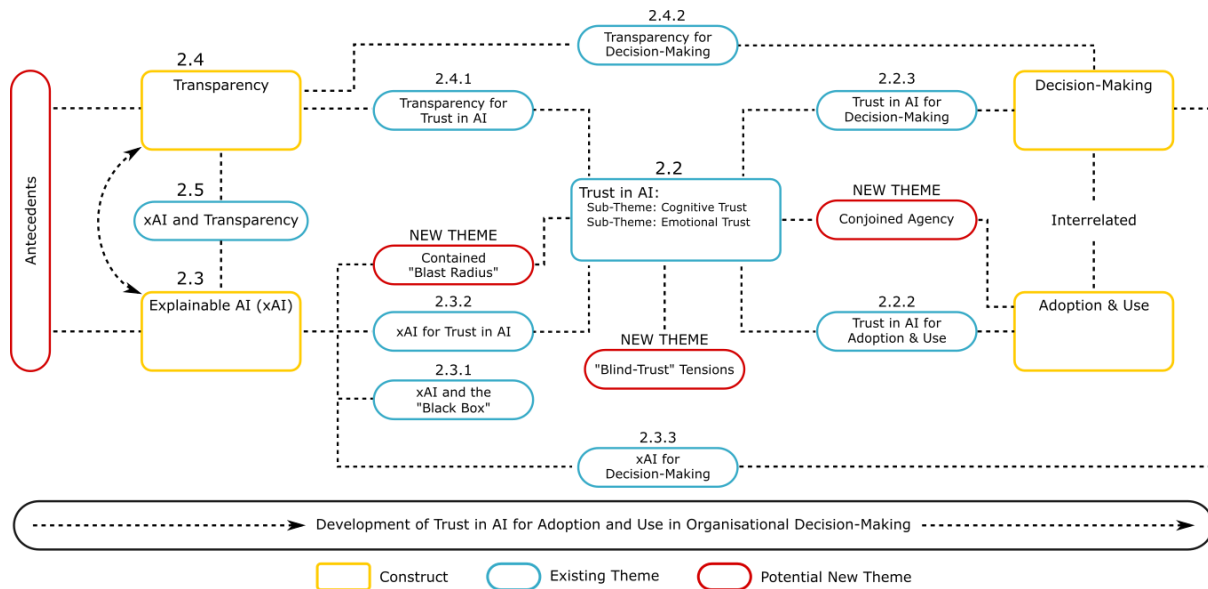 2.4.2
Transparency for
Decision-Making
2.4
Transparency
2.4.1
Transparency for
Trust in AI
2.2.3
Trust in AI for
Decision-Making
Decision-Making
Antecedents
2.5
xAI and Transparency
2.2
Trust in AI:
Sub-Theme: Cognitive Trust
Sub-Theme: Emotional Trust
NEW THEME
Conjoined Agency
Interrelated
NEW THEME
Contained
"Blast Radius"
2.3
Explainable AI (xAI)
2.3.2
xAI for Trust in AI
NEW THEME
"Blind-Trust" Tensions
2.2.2
Trust in AI for
Adoption & Use
Adoption & Use
2.3.1
xAI and the
"Black Box"
2.3.3
xAI for
Decision-Making
Development of Trust in AI for Adoption and Use in Organisational Decision-Making
Construct
Existing Theme
Potential New Theme